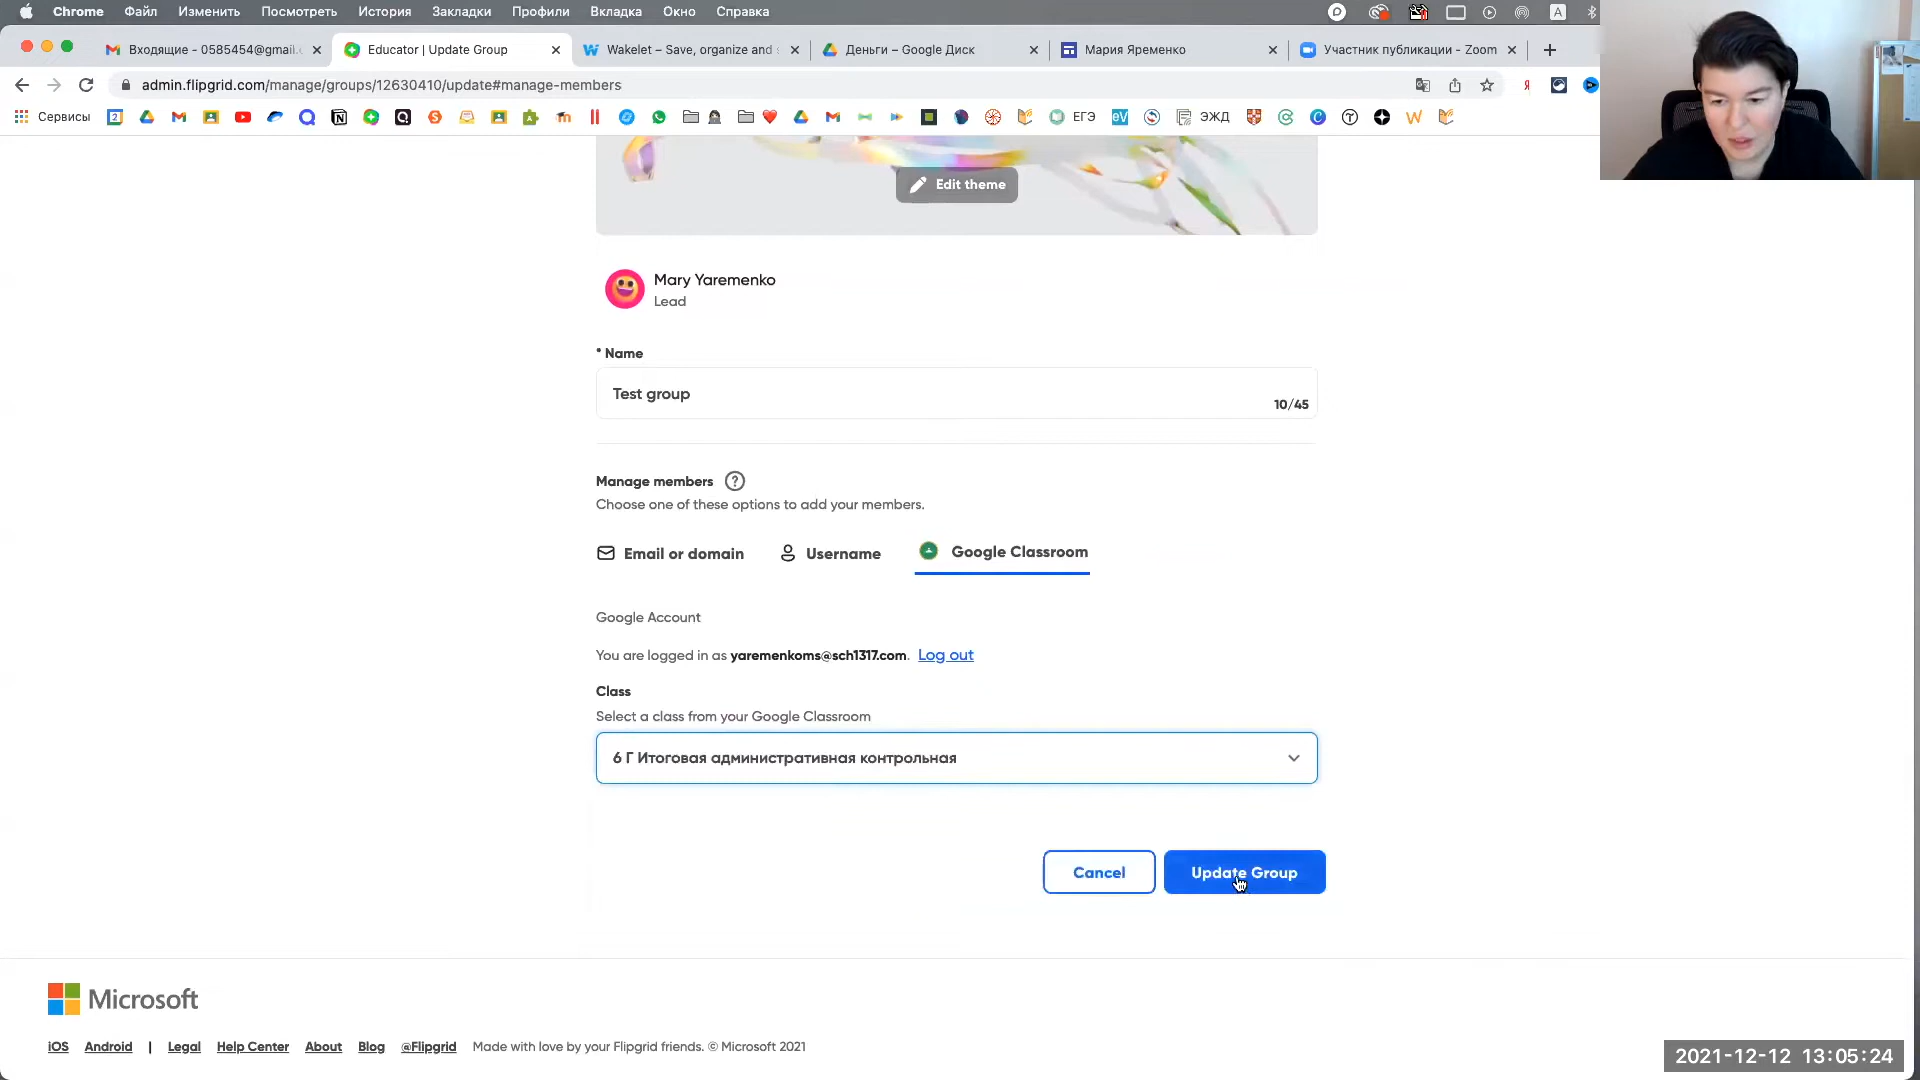 Chrome Файл Изменить Посмотреть История Закладки Профили Вкладка Окно Справка
A
Входящие - 0585454@gmail.c
Educator | Update Group
Wakelet – Save, organize and s
Деньги – Google Диск
Мария Яременко
Участник публикации - Zoom
admin.flipgrid.com/manage/groups/12630410/update#manage-members
Сервисы
ЕГЭ
eV
ЭЖД
Edit theme
Mary Yaremenko
Lead
* Name
Test group
10/45
Manage members ?
Choose one of these options to add your members.
Email or domain Username Google Classroom
Google Account
You are logged in as yaremenkoms@sch1317.com. Log out
Class
Select a class from your Google Classroom
6 Г Итоговая административная контрольная
Cancel Update Group
Microsoft
iOS Android | Legal Help Center About Blog @Flipgrid Made with love by your Flipgrid friends. © Microsoft 2021
2021-12-12 13:05:24